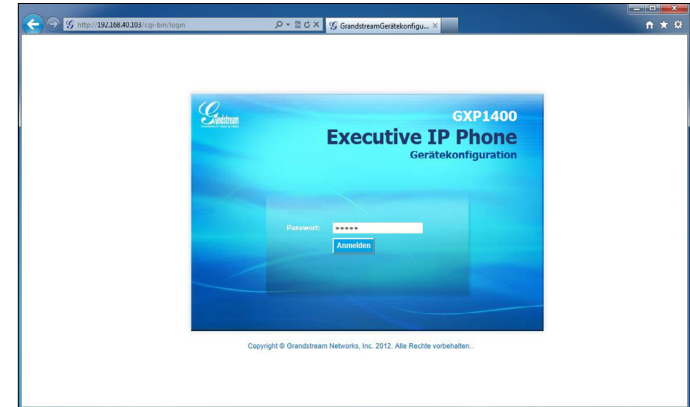 http://192.168.40.103/cgi-bin/login
GrandstreamGerätekonfigu...
Grandstream
GXP1400
Executive IP Phone
Gerätekonfiguration
Passwort:
Anmelden
Copyright © Grandstream Networks, Inc. 2012. Alle Rechte vorbehalten..